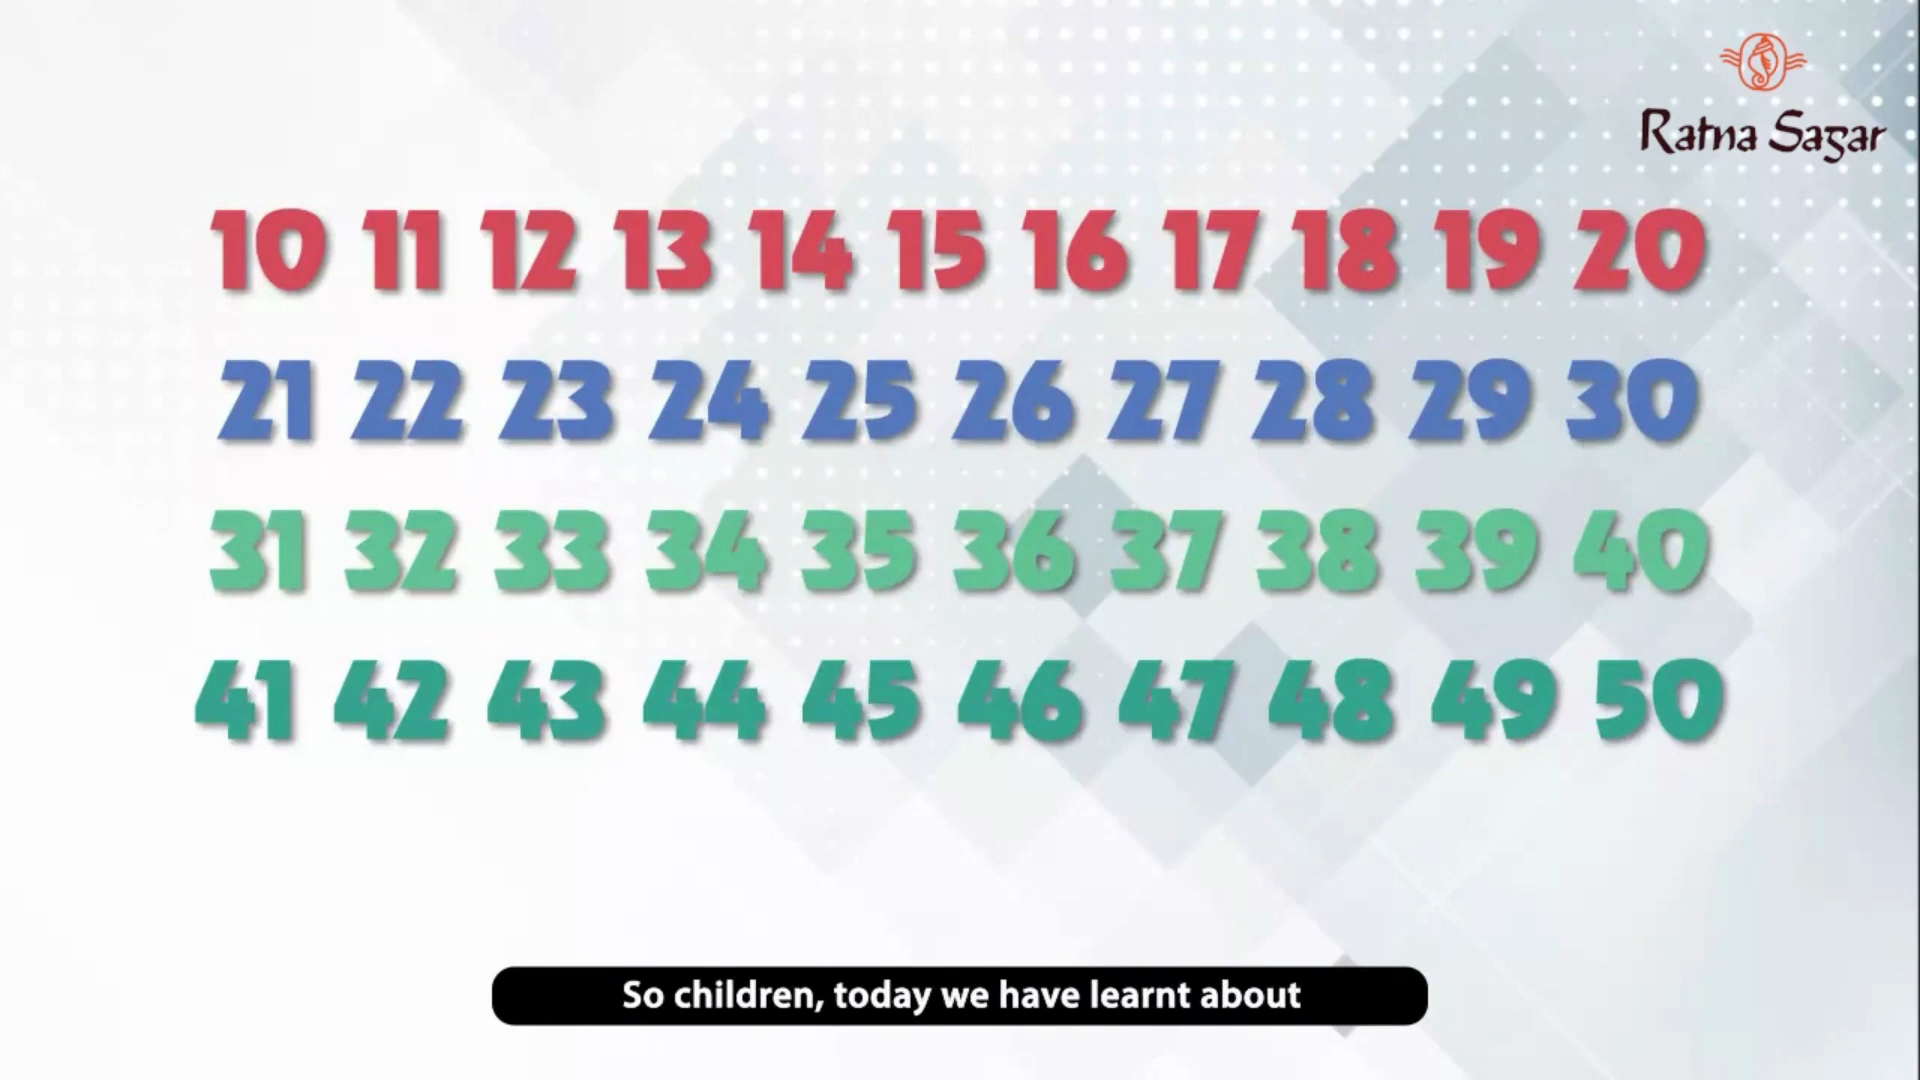 Ratna Sagar
10 11 12 13 14 15 16 17 18 19 20
21 22 23 24 25 26 27 28 29 30
31 32 33 34 35 36 37 38 39 40
41 42 43 44 45 46 47 48 49 50
So children, today we have learnt about